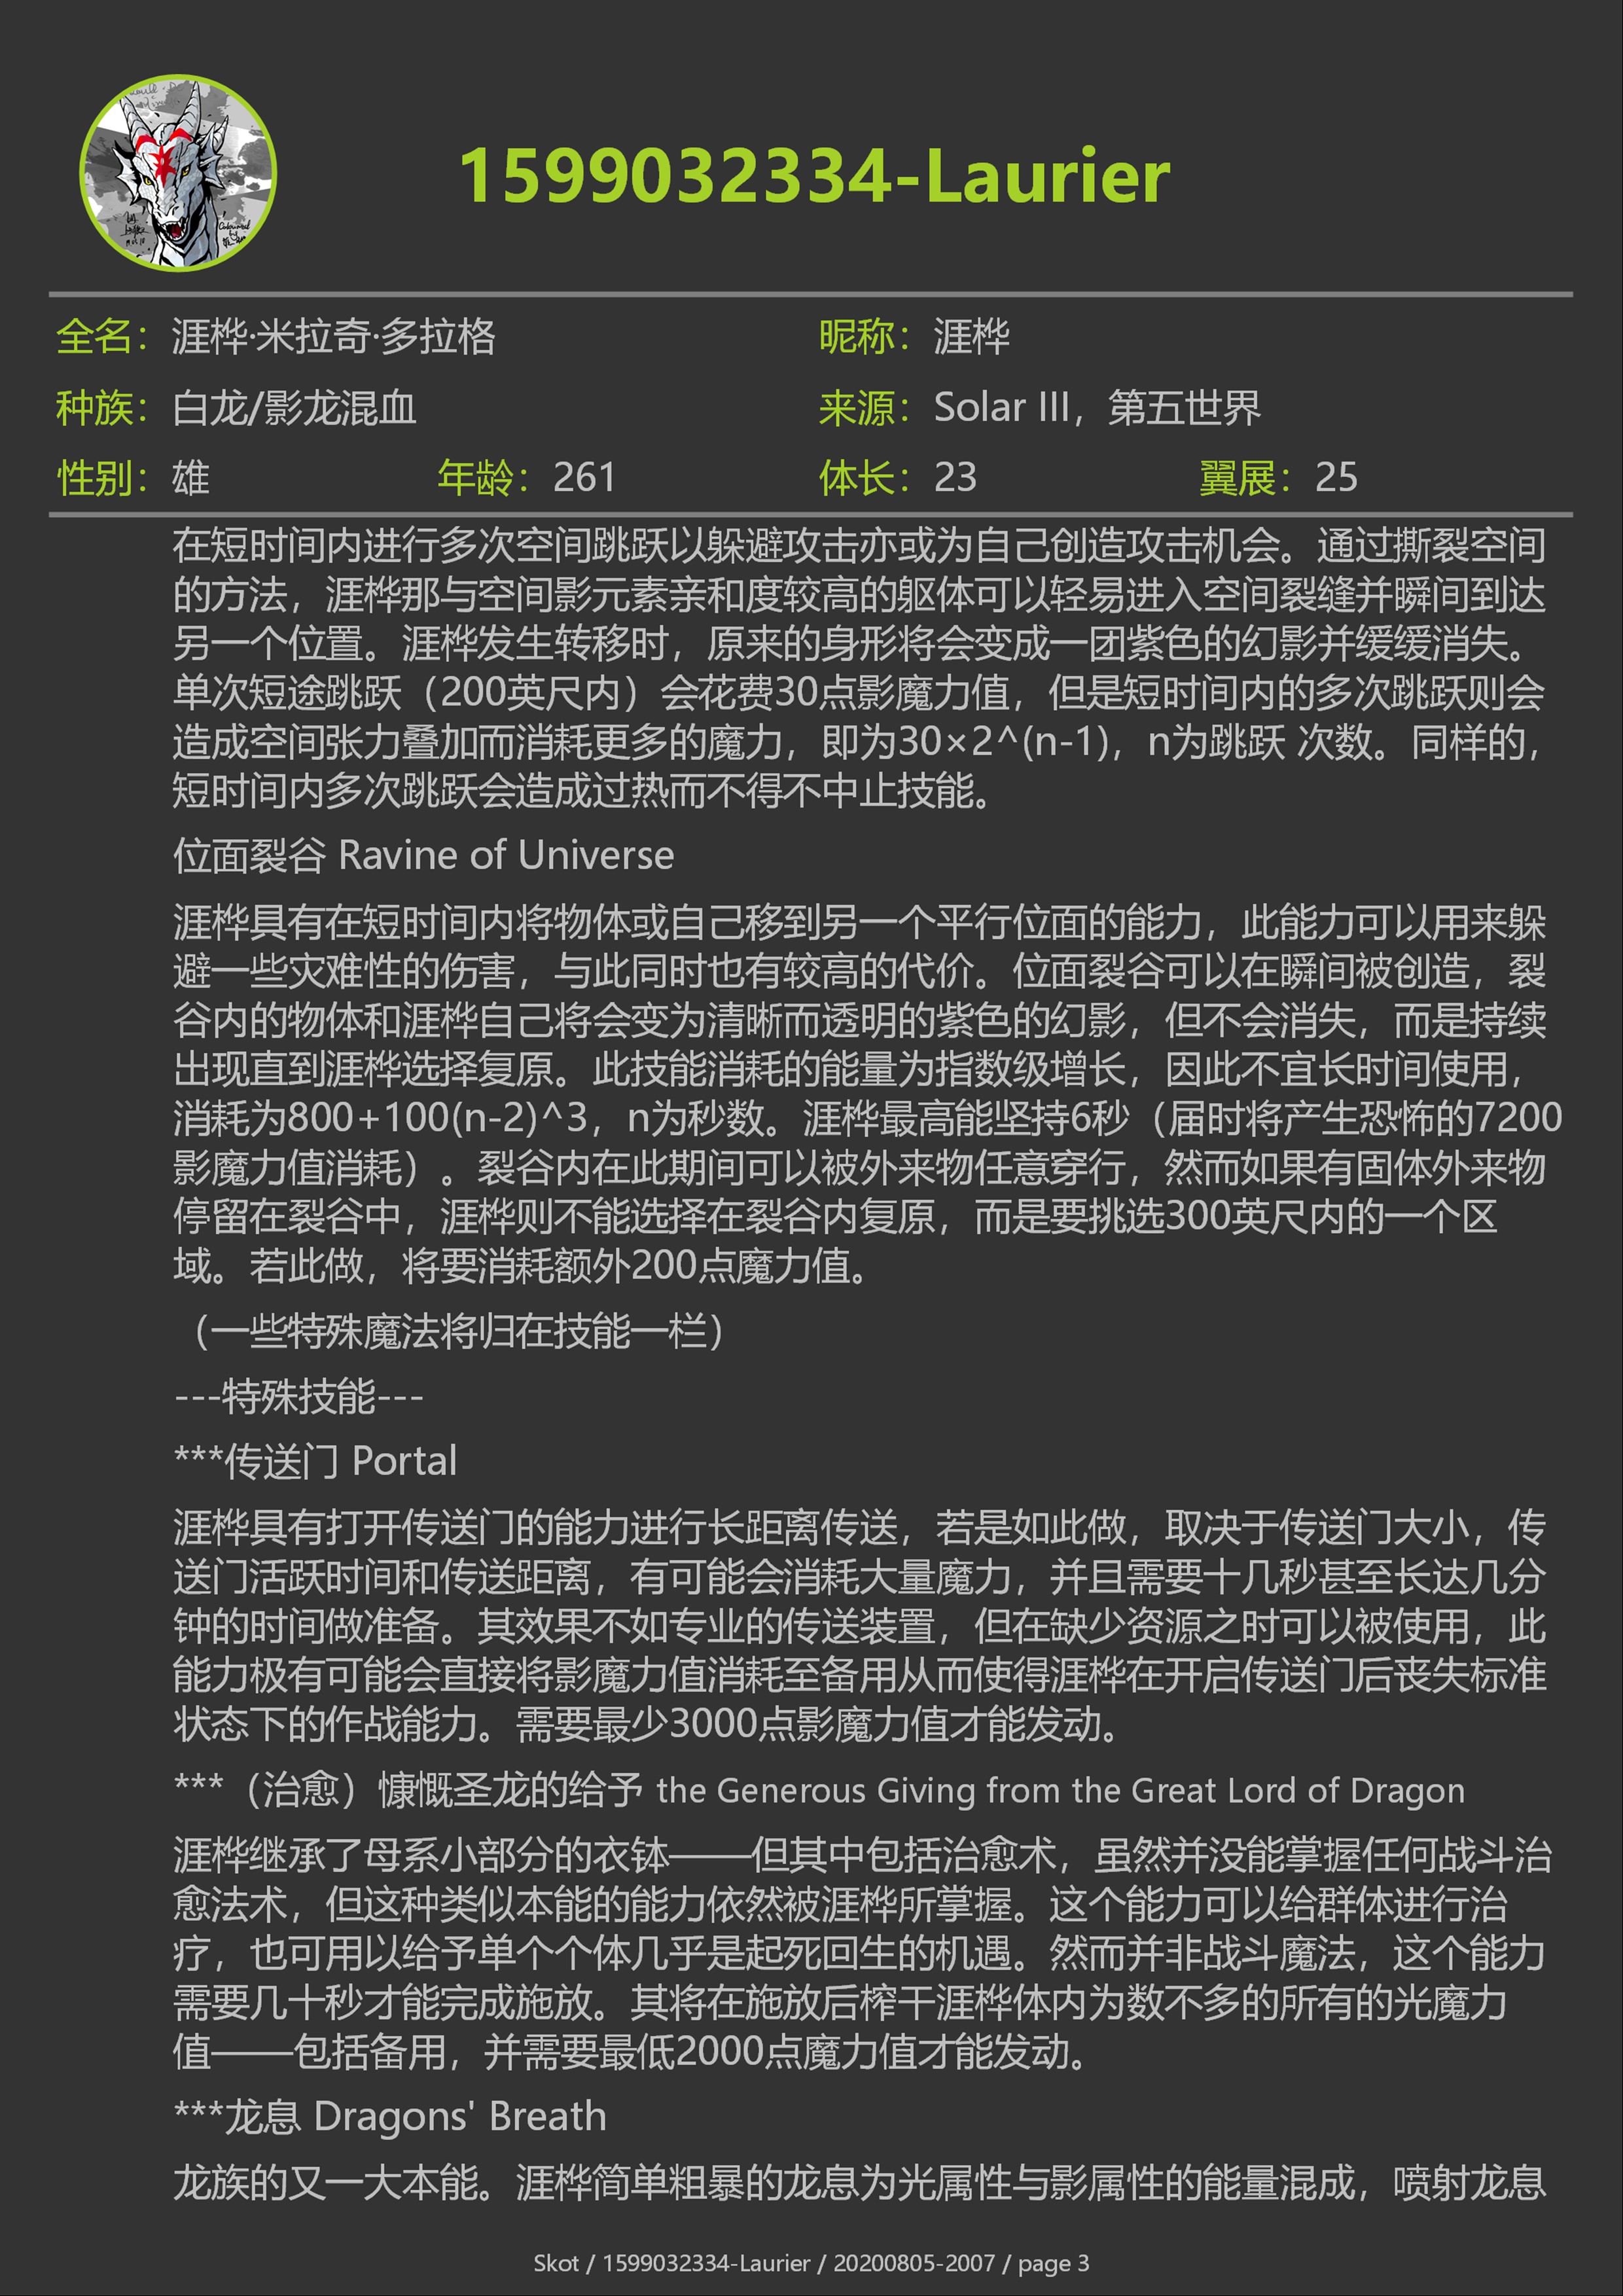 1599032334-Laurier
全名：涯桦·米拉奇·多拉格 昵称：涯桦
种族：白龙/影龙混血 来源：Solar III，第五世界
性别：雄 年龄：261 体长：23 翼展：25
在短时间内进行多次空间跳跃以躲避攻击亦或为自己创造攻击机会。通过撕裂空间
的方法，涯桦那与空间影元素亲和度较高的躯体可以轻易进入空间裂缝并瞬间到达
另一个位置。涯桦发生转移时，原来的身形将会变成一团紫色的幻影并缓缓消失。
单次短途跳跃（200英尺内）会花费30点影魔力值，但是短时间内的多次跳跃则会
造成空间张力叠加而消耗更多的魔力，即为30×2^(n-1)，n为跳跃 次数。同样的，
短时间内多次跳跃会造成过热而不得不中止技能。
位面裂谷 Ravine of Universe
涯桦具有在短时间内将物体或自己移到另一个平行位面的能力，此能力可以用来躲
避一些灾难性的伤害，与此同时也有较高的代价。位面裂谷可以在瞬间被创造，裂
谷内的物体和涯桦自己将会变为清晰而透明的紫色的幻影，但不会消失，而是持续
出现直到涯桦选择复原。此技能消耗的能量为指数级增长，因此不宜长时间使用，
消耗为800+100(n-2)^3，n为秒数。涯桦最高能坚持6秒（届时将产生恐怖的7200
影魔力值消耗）。裂谷内在此期间可以被外来物任意穿行，然而如果有固体外来物
停留在裂谷中，涯桦则不能选择在裂谷内复原，而是要挑选300英尺内的一个区
域。若此做，将要消耗额外200点魔力值。
（一些特殊魔法将归在技能一栏）
---特殊技能---
***传送门 Portal
涯桦具有打开传送门的能力进行长距离传送，若是如此做，取决于传送门大小，传
送门活跃时间和传送距离，有可能会消耗大量魔力，并且需要十几秒甚至长达几分
钟的时间做准备。其效果不如专业的传送装置，但在缺少资源之时可以被使用，此
能力极有可能会直接将影魔力值消耗至备用从而使得涯桦在开启传送门后丧失标准
状态下的作战能力。需要最少3000点影魔力值才能发动。
***（治愈）慷慨圣龙的给予 the Generous Giving from the Great Lord of Dragon
涯桦继承了母系小部分的衣钵——但其中包括治愈术，虽然并没能掌握任何战斗治
愈法术，但这种类似本能的能力依然被涯桦所掌握。这个能力可以给群体进行治
疗，也可用以给予单个个体几乎是起死回生的机遇。然而并非战斗魔法，这个能力
需要几十秒才能完成施放。其将在施放后榨干涯桦体内为数不多的所有的光魔力
值——包括备用，并需要最低2000点魔力值才能发动。
***龙息 Dragons' Breath
龙族的又一大本能。涯桦简单粗暴的龙息为光属性与影属性的能量混成，喷射龙息
Skot / 1599032334-Laurier / 20200805-2007 / page 3